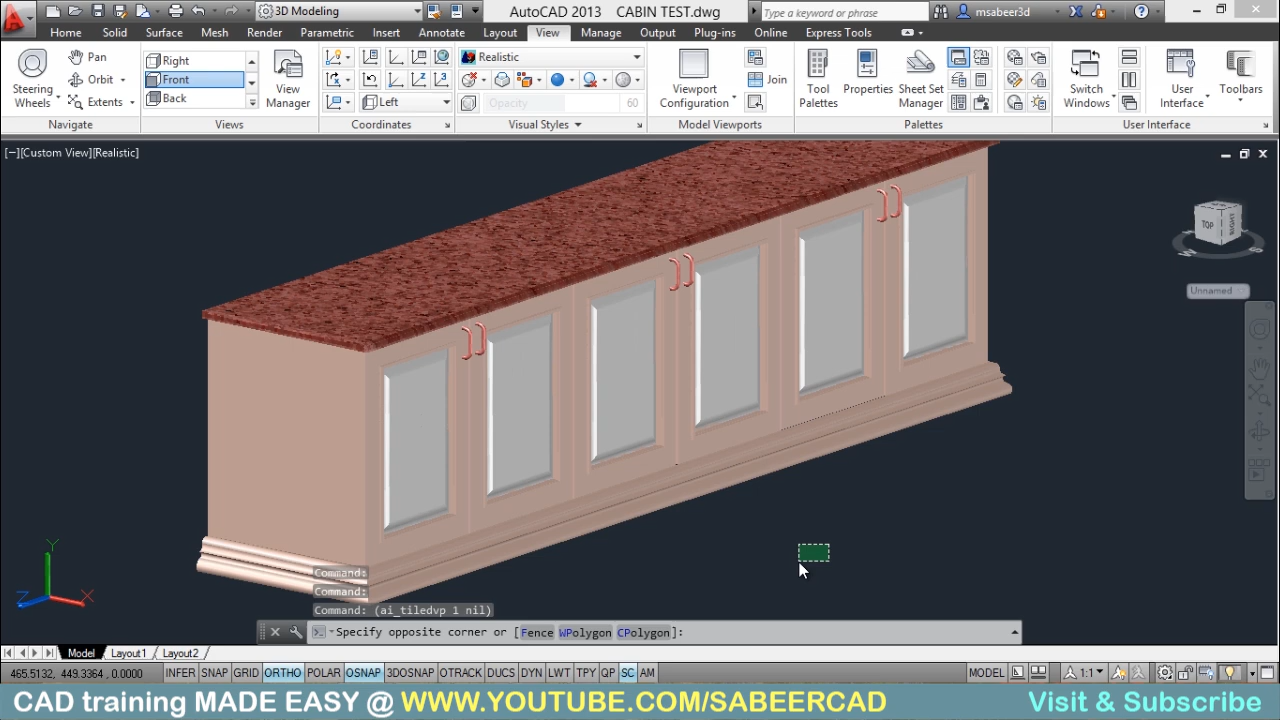 3D Modeling
AutoCAD 2013 CABIN TEST.dwg
Type a keyword or phrase
msabeer3d
Home Solid Surface Mesh Render Parametric Insert Annotate Layout View Manage Output Plug-ins Online Express Tools
Steering Wheels
Pan
Orbit
Extents
Navigate
Right
Front
Back
View Manager
Views
Left
Coordinates
Realistic
Opacity 60
Visual Styles
Viewport Configuration
Join
Model Viewports
Tool Palettes
Properties
Sheet Set Manager
Palettes
Switch Windows
User Interface
Toolbars
User Interface
[−][Custom View][Realistic]
TOP
RIGHT
W
S
Unnamed
Y
Z
X
Command:
Command:
Command: (ai_tiledvp 1 nil)
Specify opposite corner or [Fence WPolygon CPolygon]:
Model Layout1 Layout2
465.5132, 449.3364 , 0.0000 INFER SNAP GRID ORTHO POLAR OSNAP 3DOSNAP OTRACK DUCS DYN LWT TPY QP SC AM MODEL 1:1
CAD training MADE EASY @ WWW.YOUTUBE.COM/SABEERCAD Visit & Subscribe